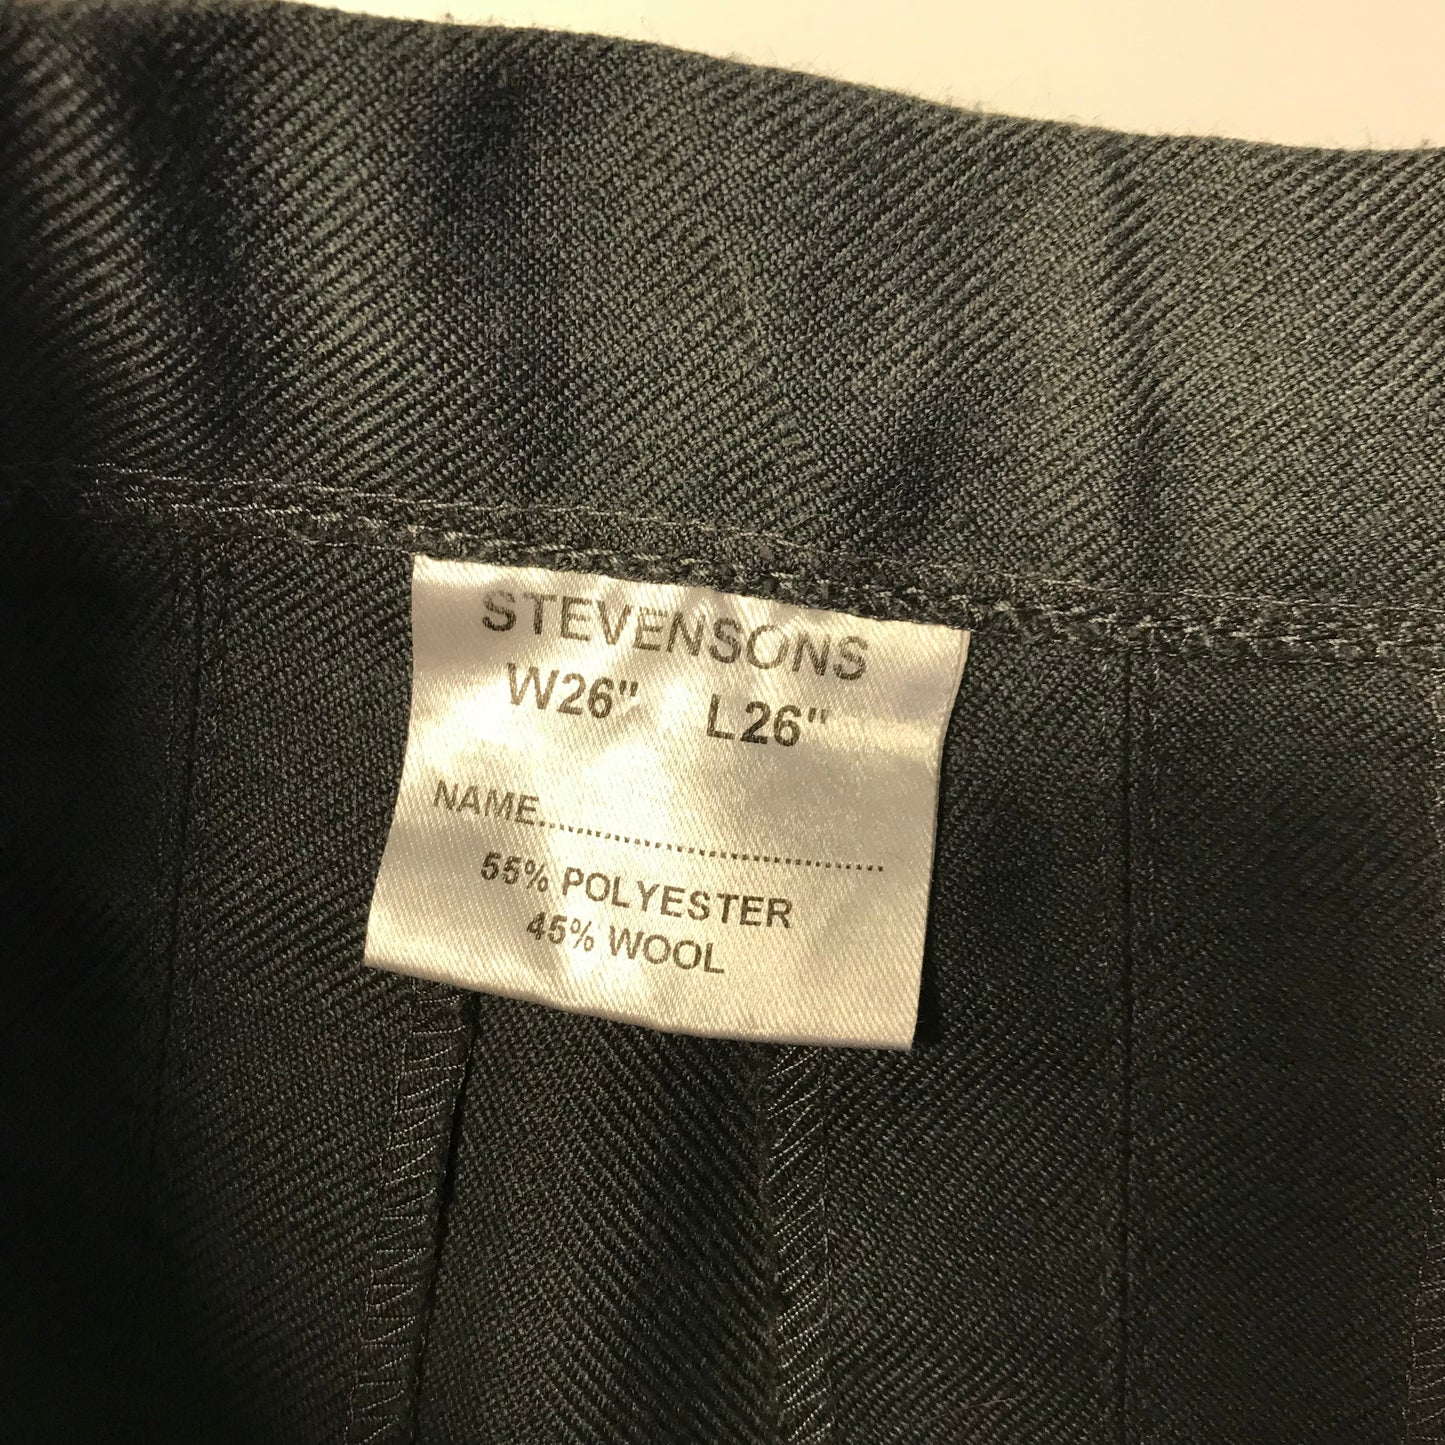 STEVENSONS
W26" L26"
NAME..........................................
55% POLYESTER
45% WOOL